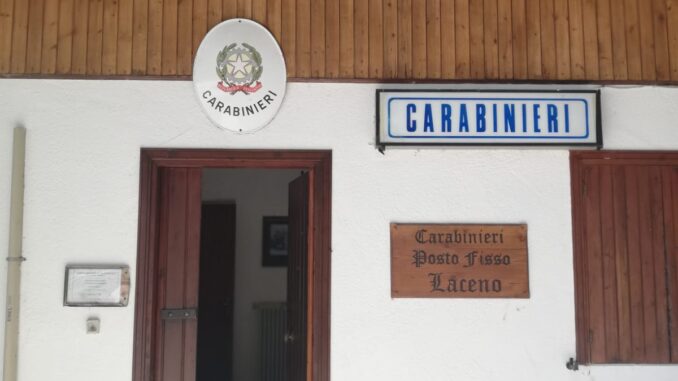 CARABINIERI
CARABINIERI
Carabinieri
Posto Fisso
Laceno